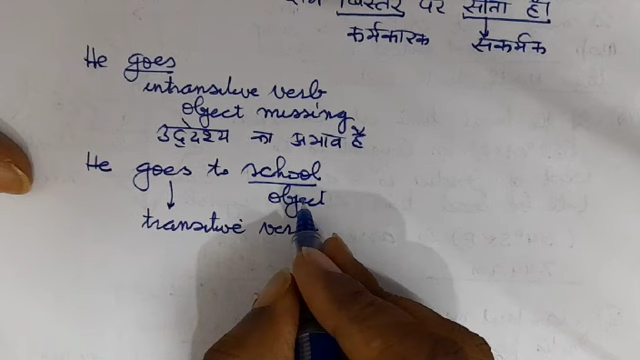 राम बिस्तर पर सोता है।
कर्मकारक सकर्मक
He goes
intransitive verb
object missing
उद्देश्य का अभाव है
He goes to school
object
transitive verb